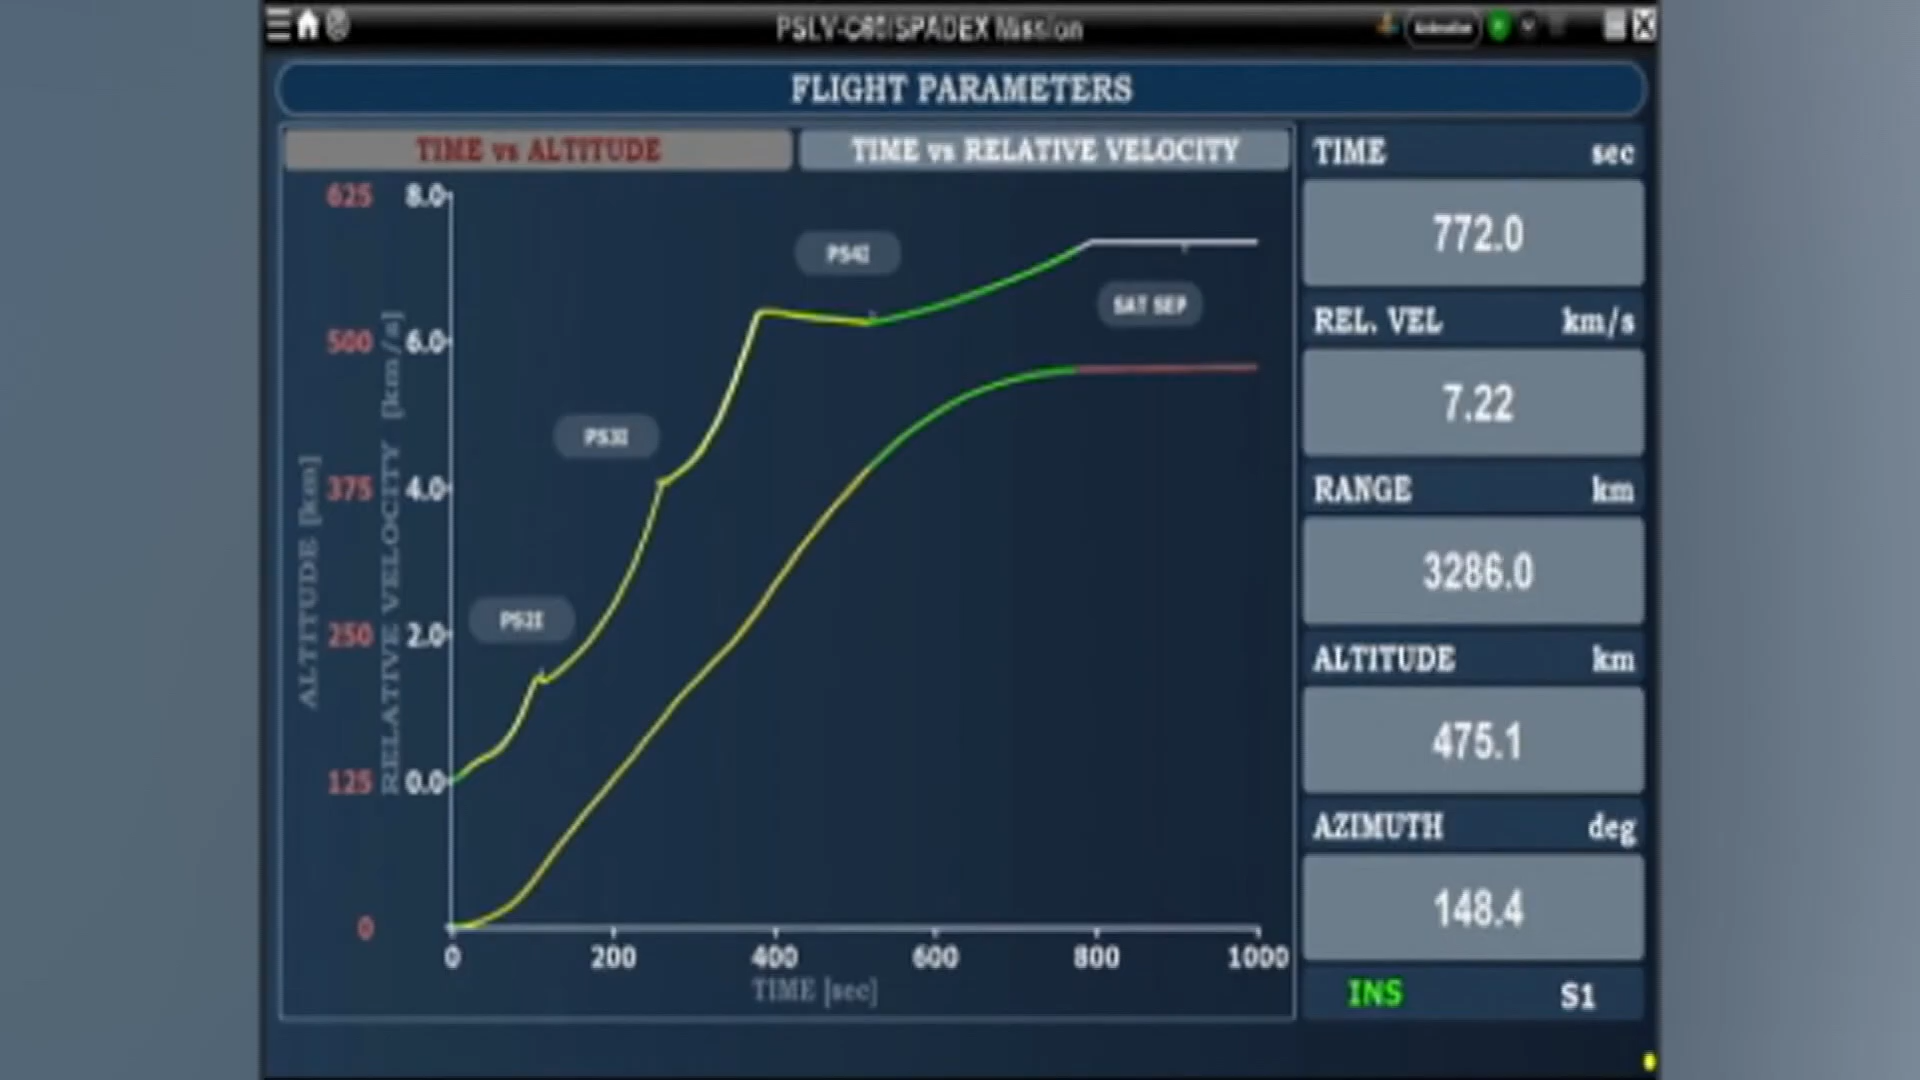 PSLV-C60/SPADEX Mission
FLIGHT PARAMETERS
TIME vs ALTITUDE
TIME vs RELATIVE VELOCITY
625
500
375
250
125
0
ALTITUDE [km]
8.0
6.0
4.0
2.0
0.0
RELATIVE VELOCITY [km/s]
PS2I
PS3I
PS4I
SAT SEP
0 200 400 600 800 1000
TIME [sec]
TIME sec
772.0
REL. VEL km/s
7.22
RANGE km
3286.0
ALTITUDE km
475.1
AZIMUTH deg
148.4
INS S1